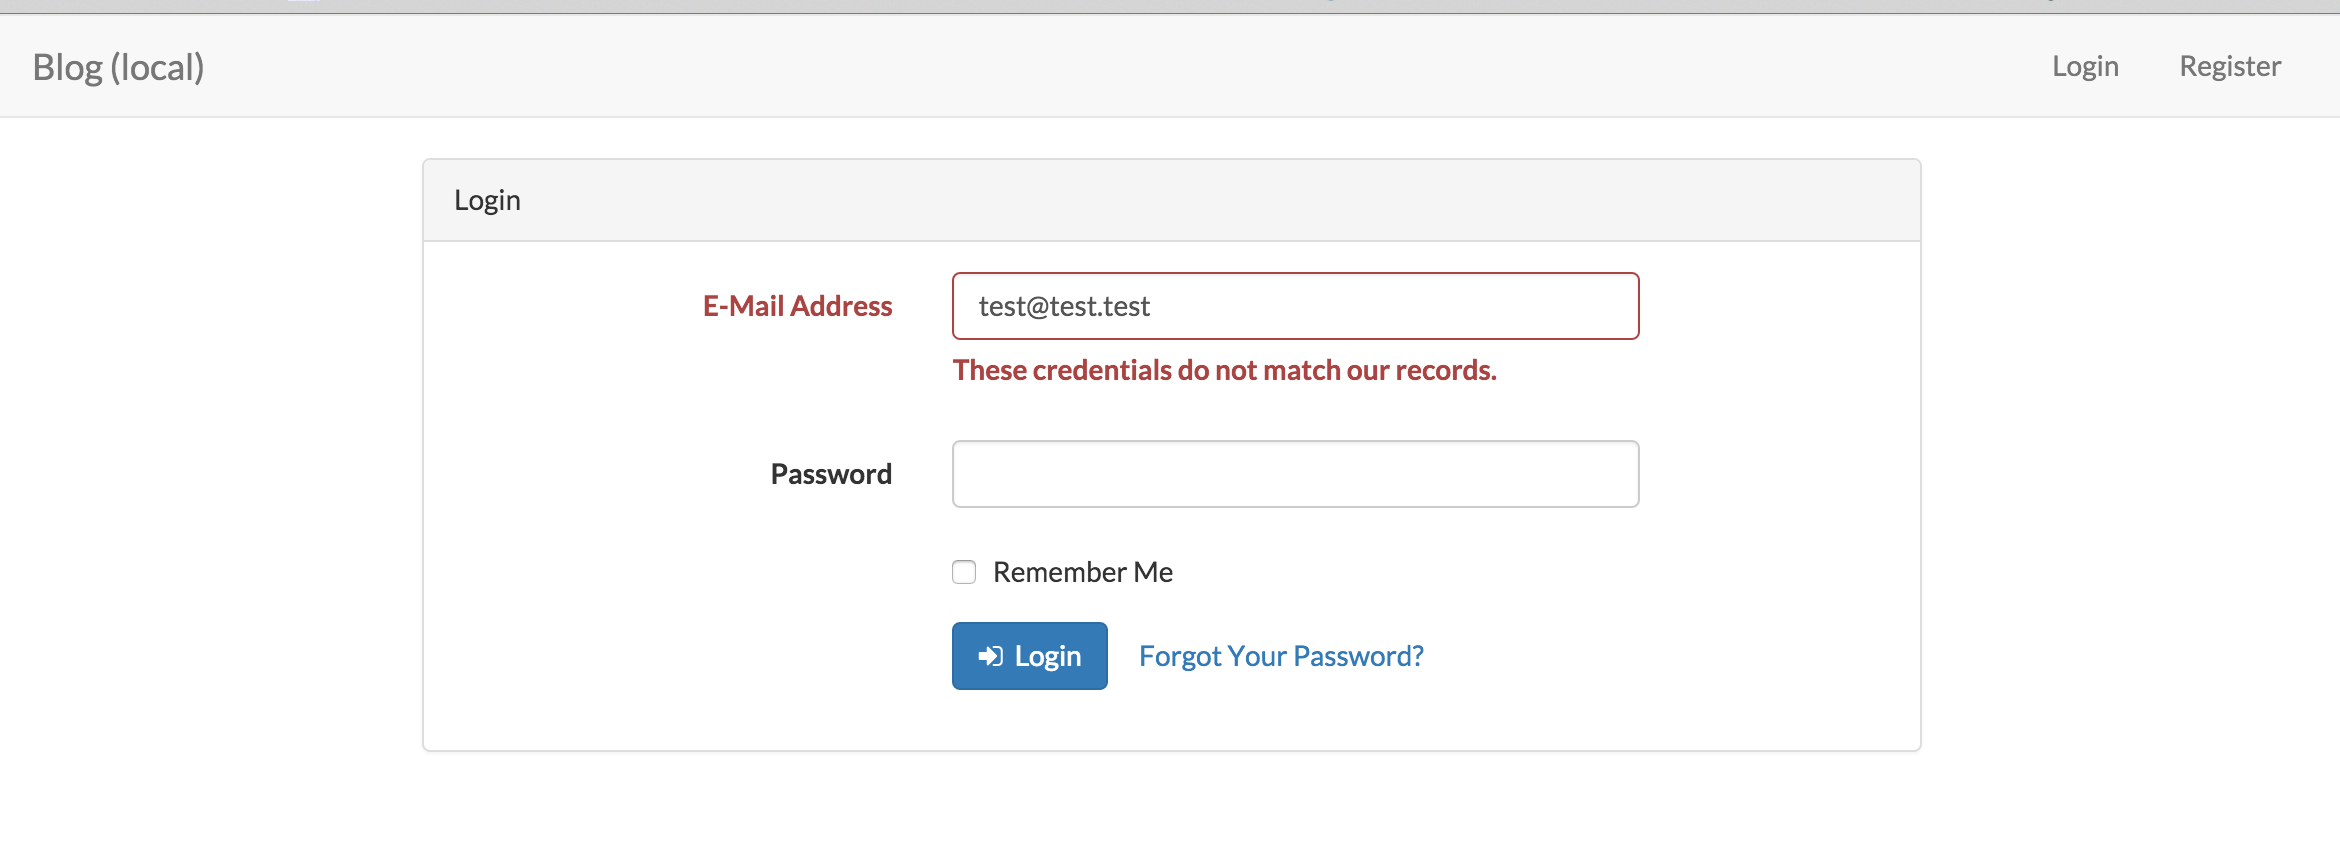 Blog (local)
Login Register
Login
E-Mail Address test@test.test
These credentials do not match our records.
Password
Remember Me
Login Forgot Your Password?